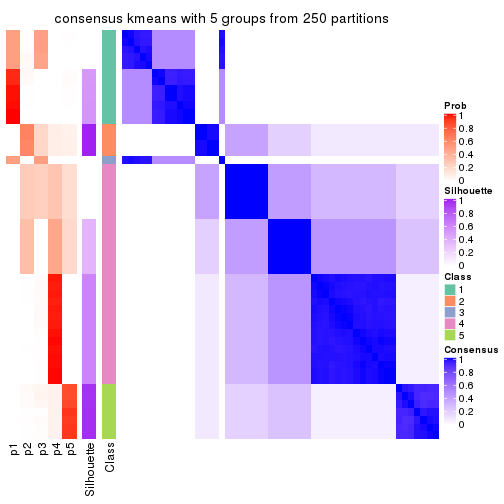 consensus kmeans with 5 groups from 250 partitions
Prob
1
0.8
0.6
0.4
0.2
0
Silhouette
1
0.8
0.6
0.4
0.2
0
Class
1
2
3
4
5
Consensus
1
0.8
0.6
0.4
0.2
0
p1
p2
p3
p4
p5
Silhouette
Class